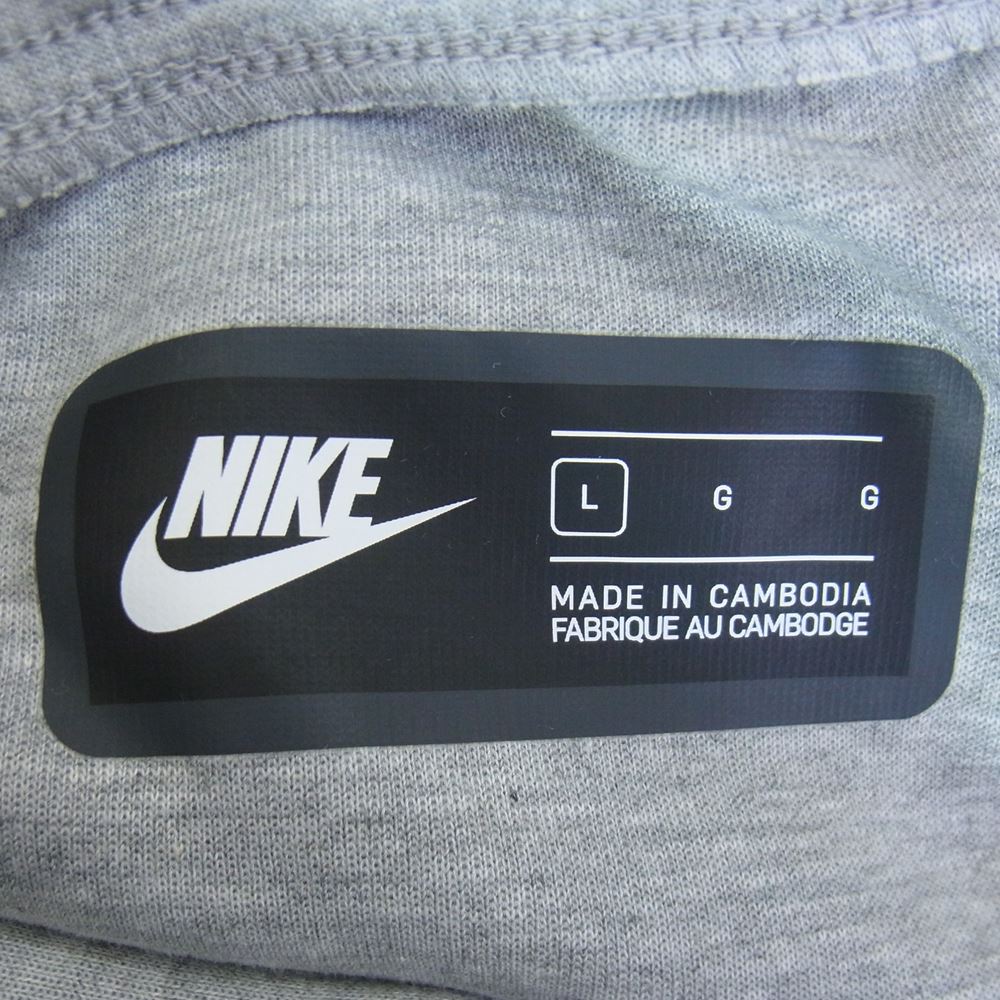 NIKE
L G G
MADE IN CAMBODIA
FABRIQUE AU CAMBODGE